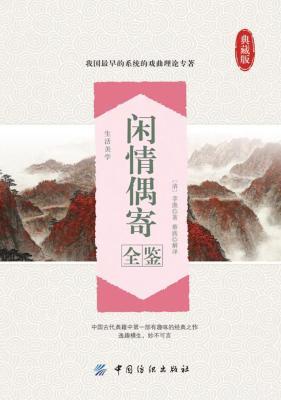 我国最早的系统的戏曲理论专著
典藏版
生活美学
闲情偶寄
全鉴
[清]李渔著
解译
中国古代典籍中第一部有趣味的经典之作
逸趣横生,妙不可言
中国纺织出版社